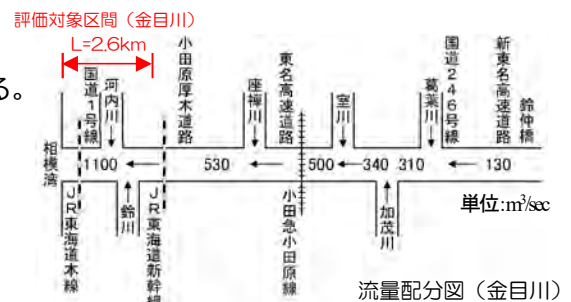 評価対象区間（金目川）
L=2.6km
る。
国道1号線
河内川
小田原厚木道路
座禅川
東名高速道路
室川
国道246号線
葛葉川
新東名高速道路
鈴仲橋
相模湾
1100
530
500
340
310
130
単位:m³/sec
JR東海道本線
鈴川
JR東海道新幹線
小田急小田原線
加茂川
流量配分図（金目川）